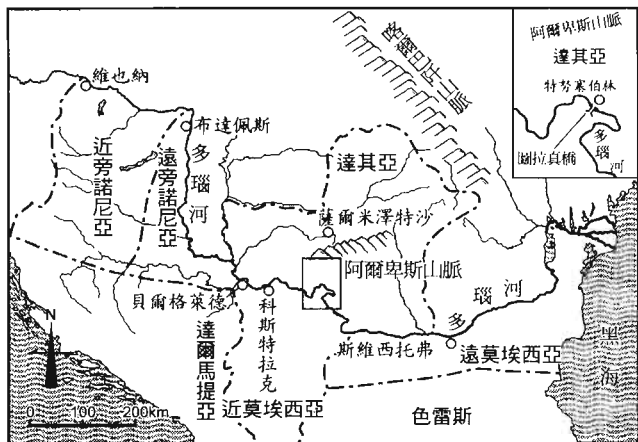 維也納
布達佩斯
近旁諾尼亞
遠旁諾尼亞
多瑙河
喀爾巴阡山脈
達其亞
薩爾米澤特沙
阿爾卑斯山脈
貝爾格萊德
科斯特拉克
達爾馬提亞
近莫埃西亞
斯維西托弗
遠莫埃西亞
多瑙河
黑海
色雷斯
N
0 100 200km
阿爾卑斯山脈
達其亞
特努塞伯林
圖拉真橋
多瑙河